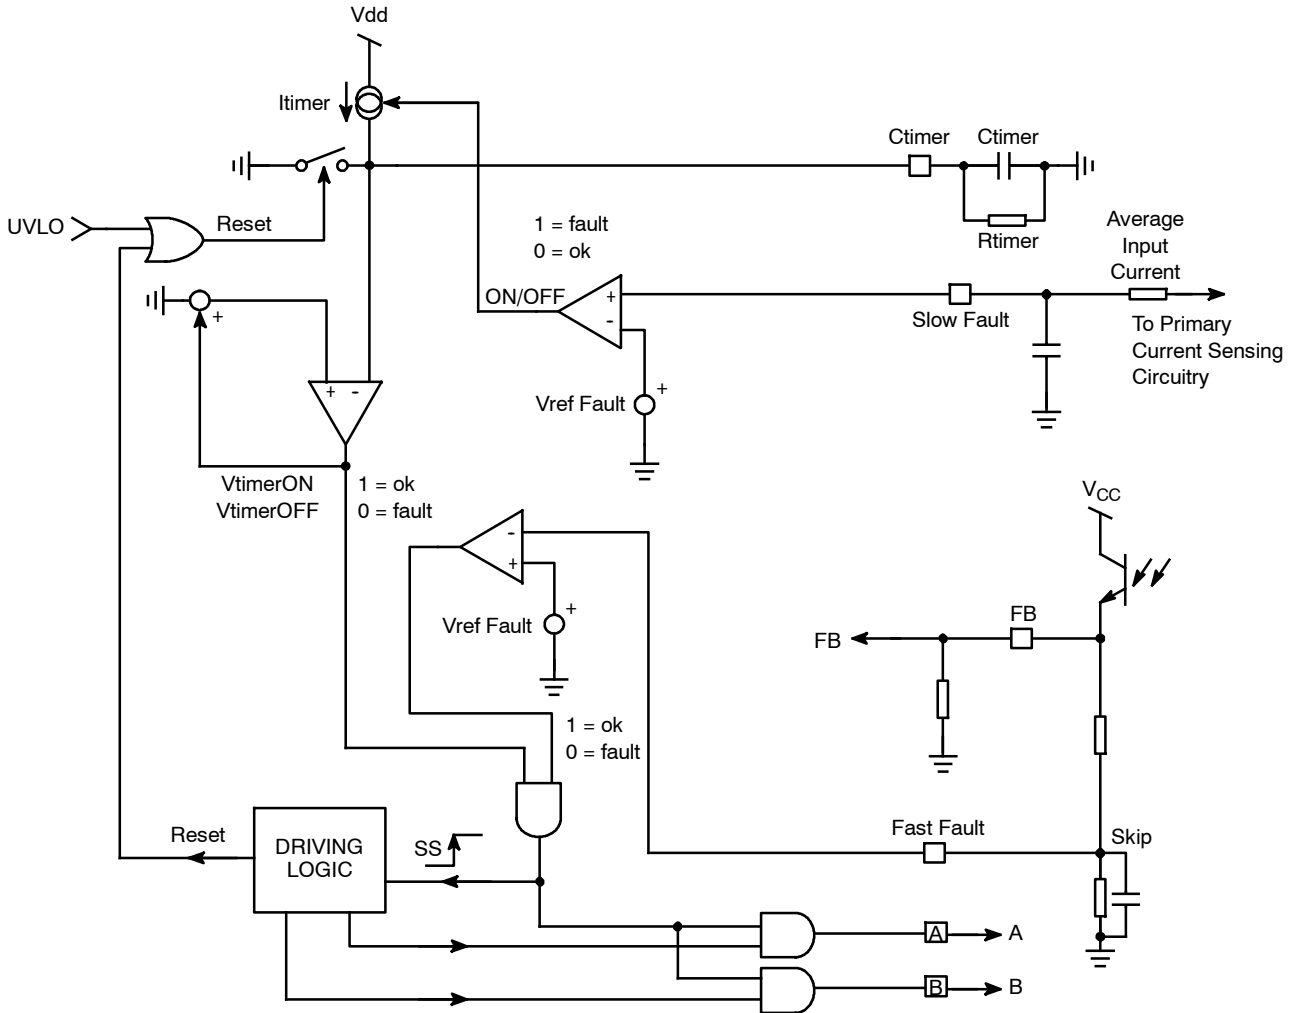 Vdd
Itimer
Ctimer
Ctimer
UVLO
Reset
1 = fault
0 = ok
Rtimer
Average
Input
Current
+
ON/OFF
+
-
Slow Fault
To Primary
Current Sensing
Circuitry
+ -
Vref Fault
+
VtimerON
VtimerOFF
1 = ok
0 = fault
VCC
-
+
Vref Fault
+
FB
FB
1 = ok
0 = fault
Reset
DRIVING
LOGIC
SS
Fast Fault
Skip
A
A
B
B